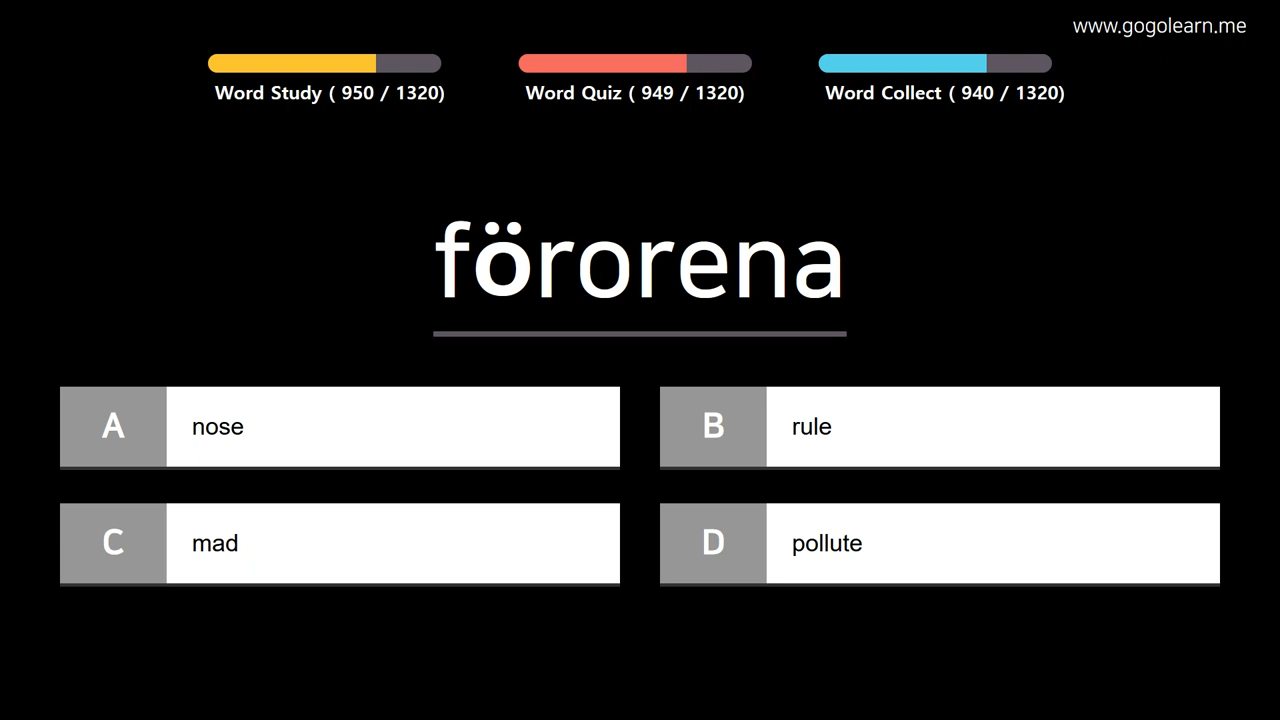 www.gogolearn.me
Word Study ( 950 / 1320)
Word Quiz ( 949 / 1320)
Word Collect ( 940 / 1320)
förorena
A nose
B rule
C mad
D pollute